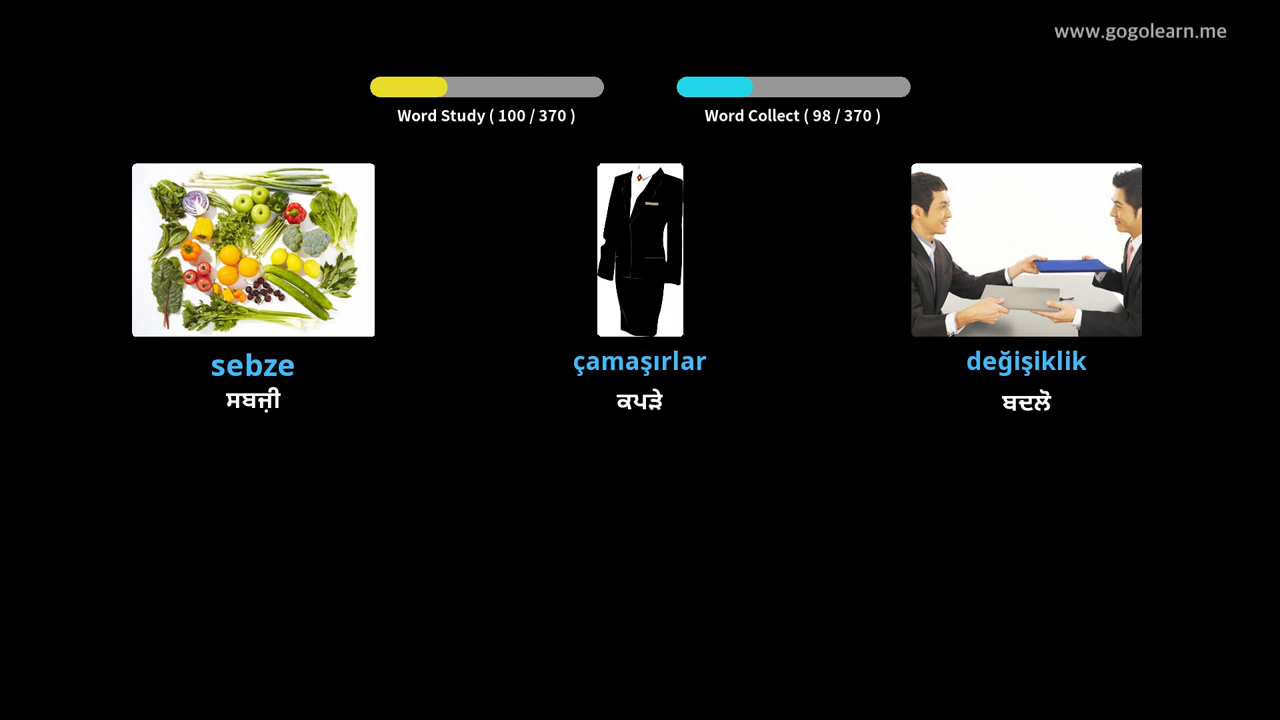 www.gogolearn.me
Word Study ( 100 / 370 )
Word Collect ( 98 / 370 )
sebze
çamaşırlar
değişiklik
ਸਬਜ਼ੀ
ਕਪੜੇ
ਬਦਲੋ